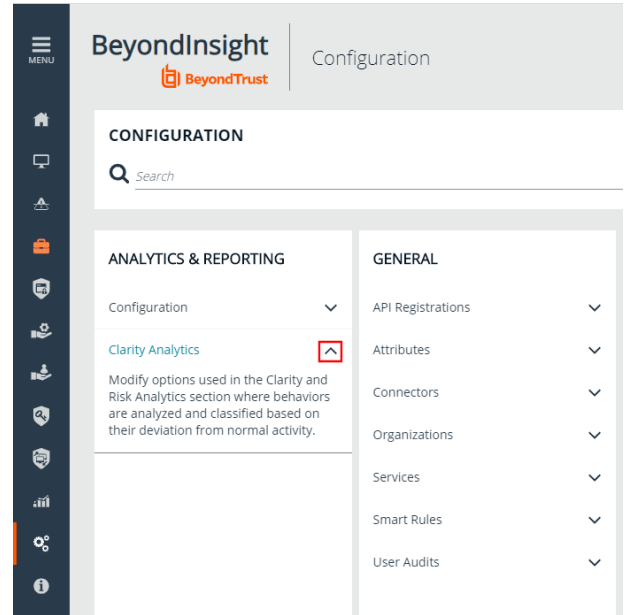 MENU
BeyondInsight
BeyondTrust
Configuration
CONFIGURATION
Search
ANALYTICS & REPORTING
Configuration
Clarity Analytics
Modify options used in the Clarity and
Risk Analytics section where behaviors
are analyzed and classified based on
their deviation from normal activity.
GENERAL
API Registrations
Attributes
Connectors
Organizations
Services
Smart Rules
User Audits